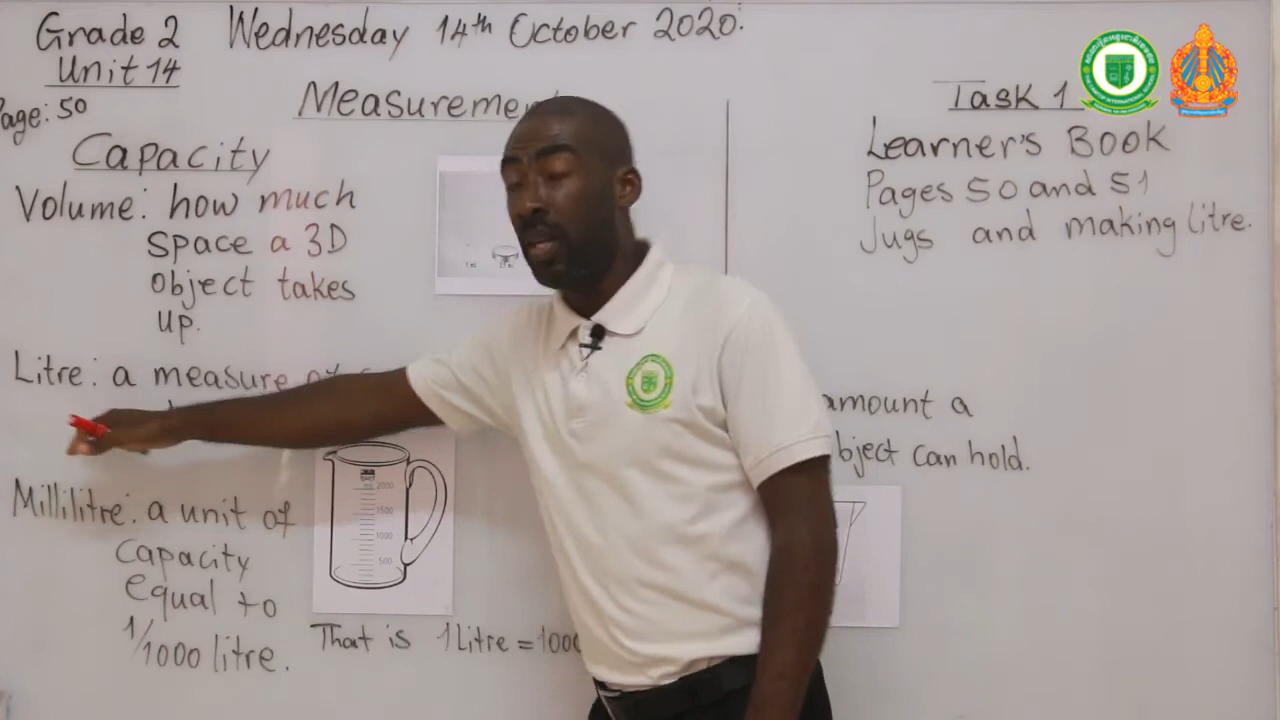 Grade 2 Wednesday 14th October 2020.
Unit 14
Page: 50
Measuremen
Capacity
Volume: how much
space a 3D
object takes
up.
Litre: a measure
Millilitre: a unit of
capacity
equal to
1/1000 litre.
2000
1500
1000
500
That is 1 Litre = 1000
Task 1
Learner's BOOK
Pages 50 and 51
Jugs and making litre.
amount a
bject can hold.